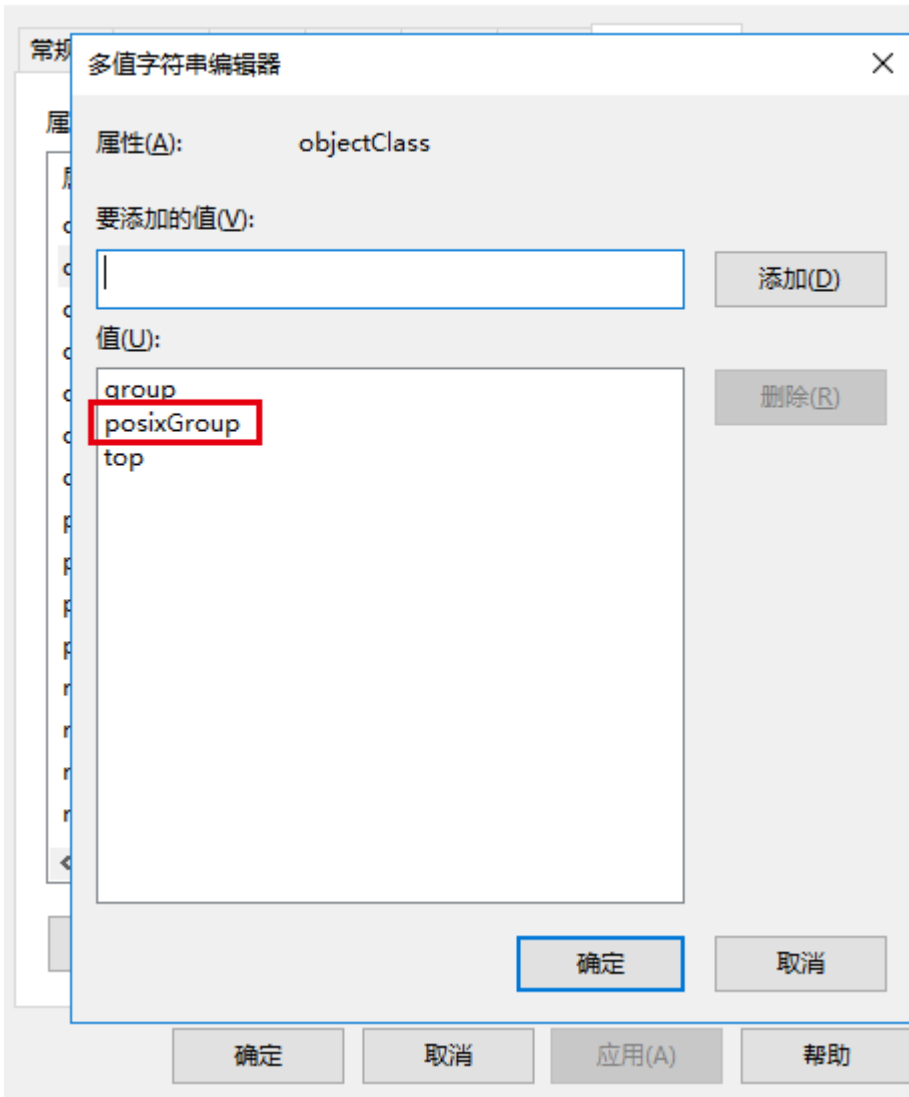 常规
多值字符串编辑器
属
属性(A): objectClass
要添加的值(V):
添加(D)
值(U):
group
删除(R)
posixGroup
top
确定 取消
确定 取消 应用(A) 帮助